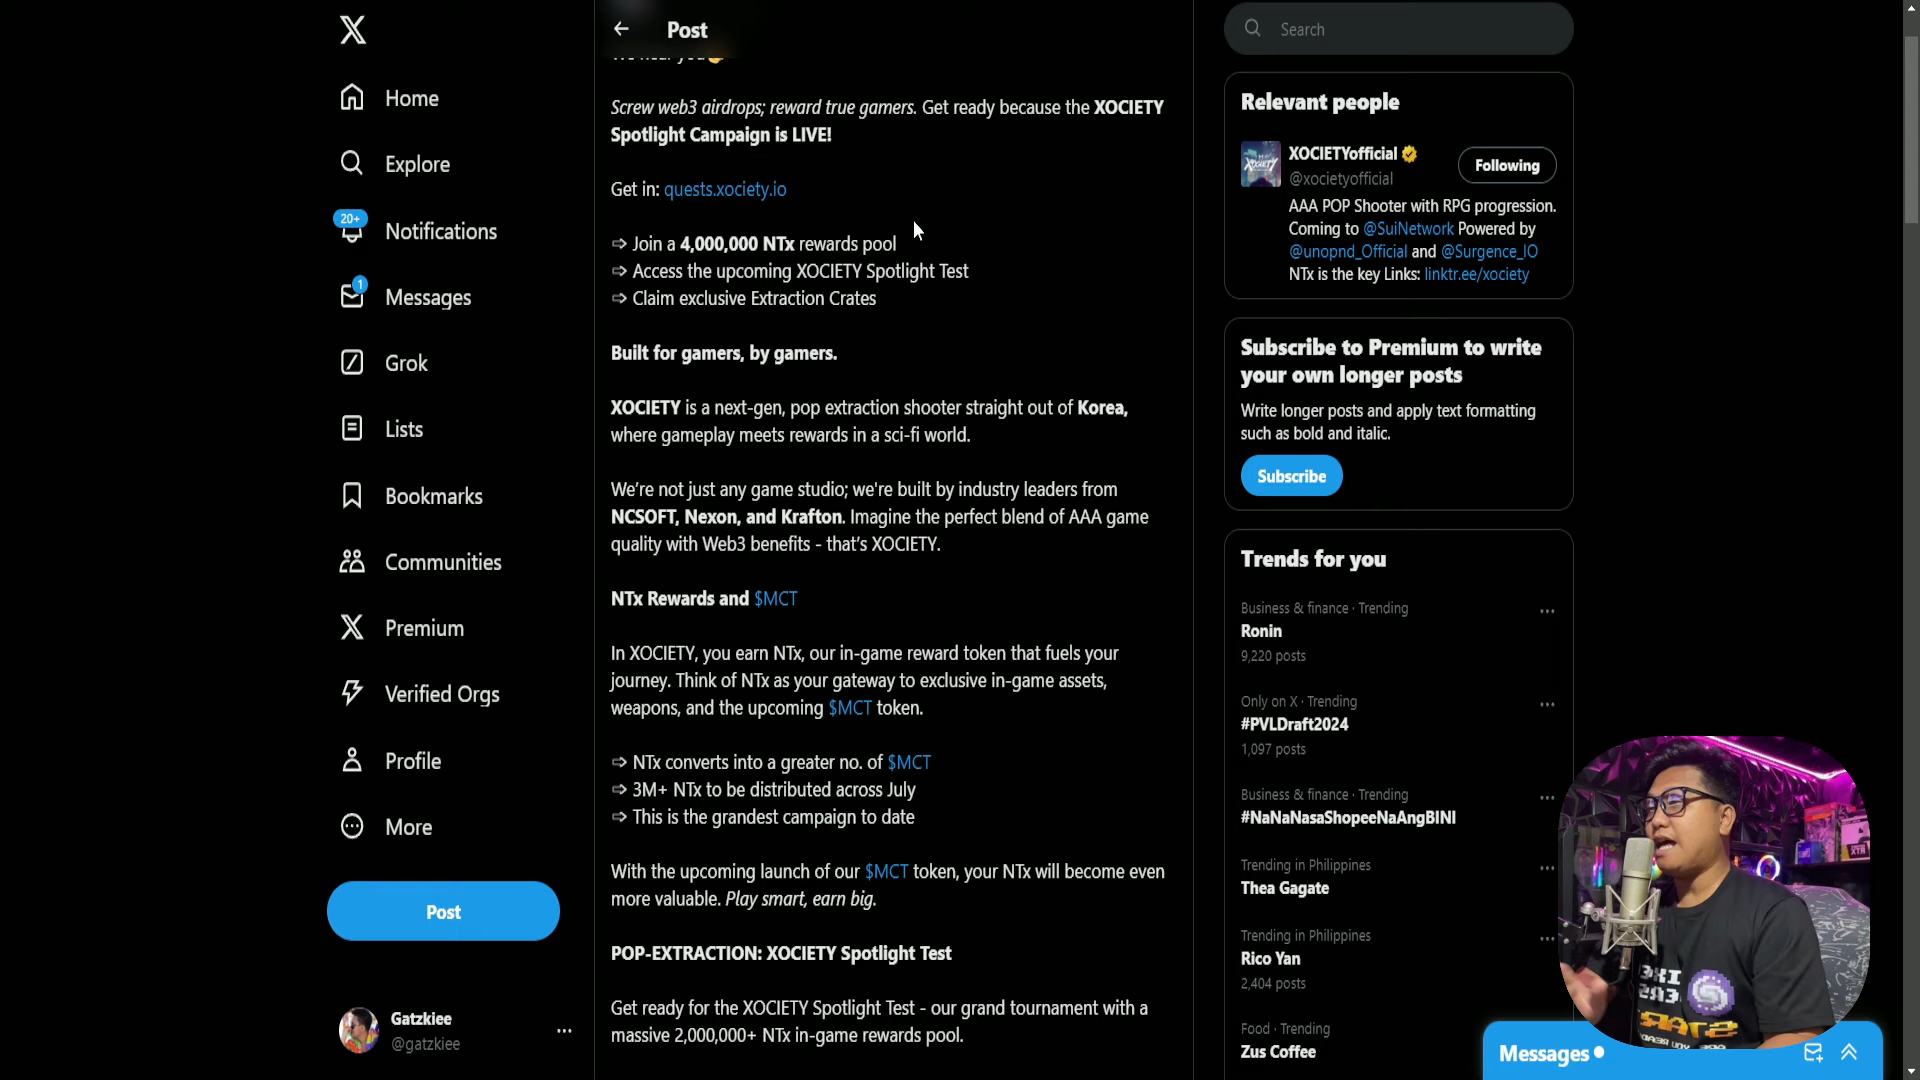 Home
Explore
20+
Notifications
1
Messages
Grok
Lists
Bookmarks
Communities
Premium
Verified Orgs
Profile
More
Post
Gatzkiee
@gatzkiee
Post
We hear you
Screw web3 airdrops; reward true gamers. Get ready because the XOCIETY
Spotlight Campaign is LIVE!
Get in: quests.xociety.io
⇨ Join a 4,000,000 NTx rewards pool
⇨ Access the upcoming XOCIETY Spotlight Test
⇨ Claim exclusive Extraction Crates
Built for gamers, by gamers.
XOCIETY is a next-gen, pop extraction shooter straight out of Korea,
where gameplay meets rewards in a sci-fi world.
We're not just any game studio; we're built by industry leaders from
NCSOFT, Nexon, and Krafton. Imagine the perfect blend of AAA game
quality with Web3 benefits - that's XOCIETY.
NTx Rewards and $MCT
In XOCIETY, you earn NTx, our in-game reward token that fuels your
journey. Think of NTx as your gateway to exclusive in-game assets,
weapons, and the upcoming $MCT token.
⇨ NTx converts into a greater no. of $MCT
⇨ 3M+ NTx to be distributed across July
⇨ This is the grandest campaign to date
With the upcoming launch of our $MCT token, your NTx will become even
more valuable. Play smart, earn big.
POP-EXTRACTION: XOCIETY Spotlight Test
Get ready for the XOCIETY Spotlight Test - our grand tournament with a
massive 2,000,000+ NTx in-game rewards pool.
Search
Relevant people
XOCIETY
XOCIETYofficial
@xocietyofficial
Following
AAA POP Shooter with RPG progression.
Coming to @SuiNetwork Powered by
@unopnd_Official and @Surgence_IO
NTx is the key Links: linktr.ee/xociety
Subscribe to Premium to write
your own longer posts
Write longer posts and apply text formatting
such as bold and italic.
Subscribe
Trends for you
Business & finance · Trending
Ronin
9,220 posts
Only on X · Trending
#PVLDraft2024
1,097 posts
Business & finance · Trending
#NaNaNasaShopeeNaAngBINI
Trending in Philippines
Thea Gagate
Trending in Philippines
Rico Yan
2,404 posts
Food · Trending
Zus Coffee
Messages